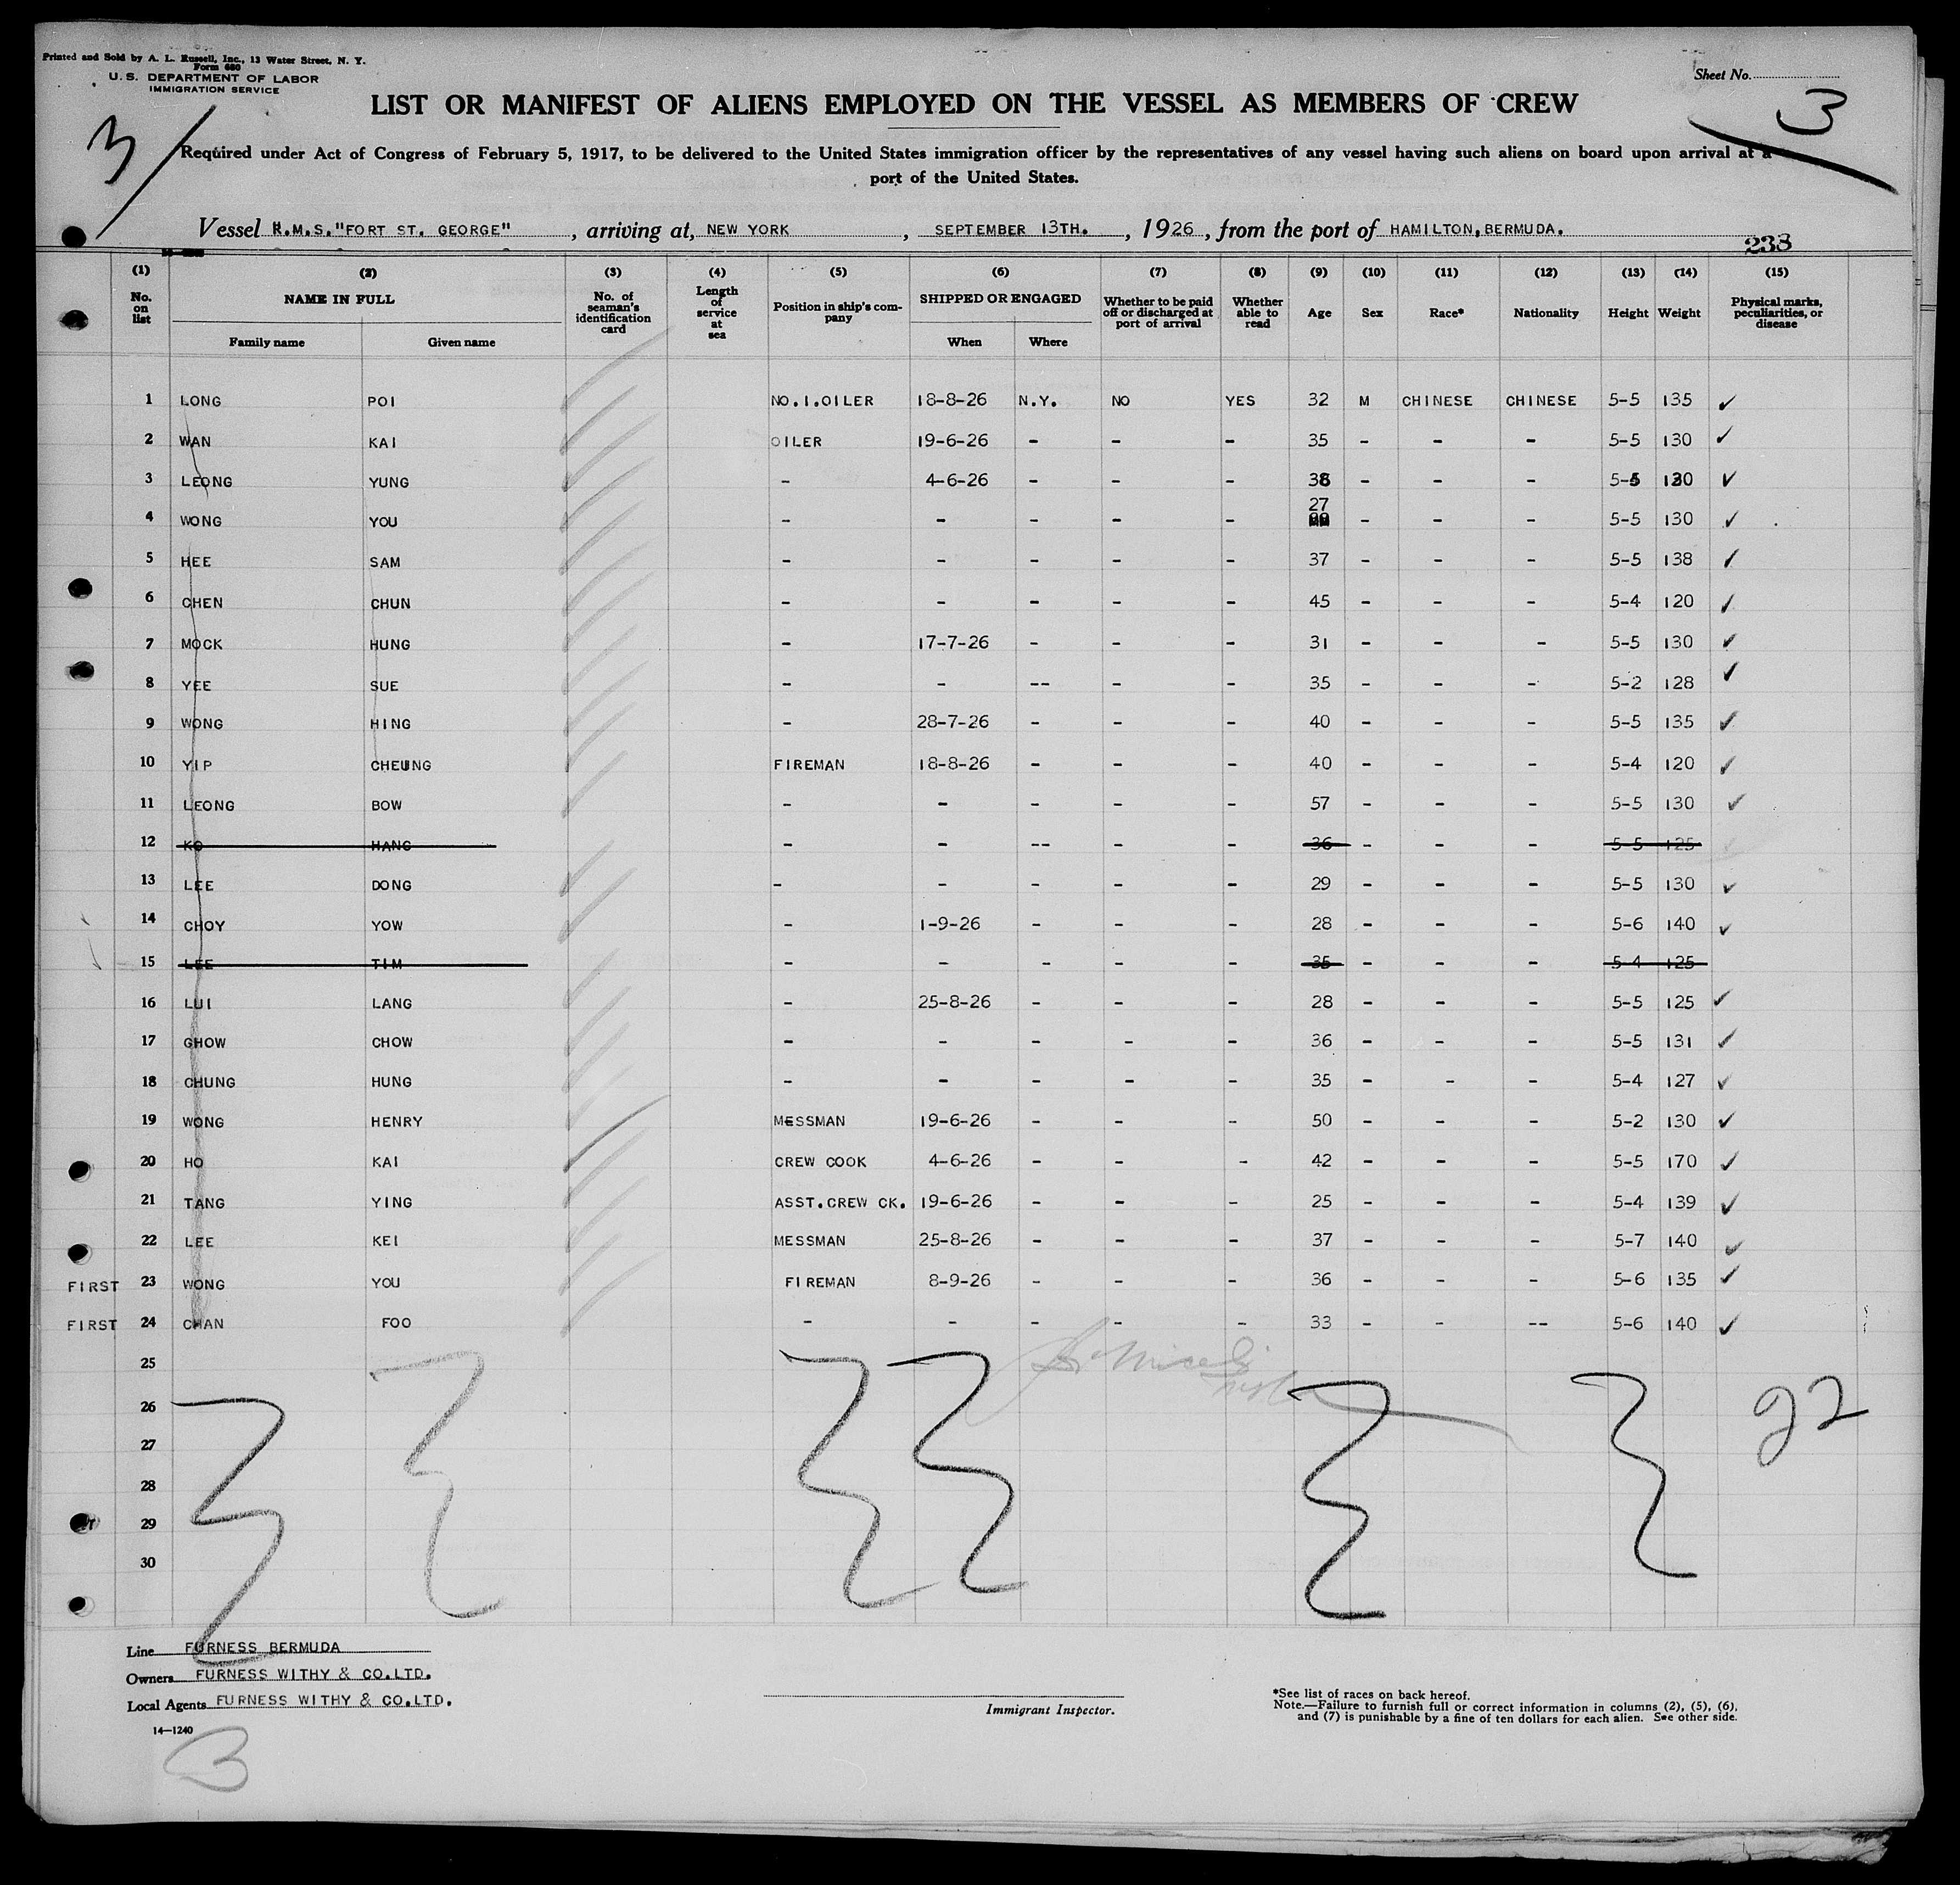 Printed and Sold by A. L. Russell, Inc., 13 Water Street, N. Y.
Form 680
U. S. DEPARTMENT OF LABOR
IMMIGRATION SERVICE
Sheet No.
3
3
LIST OR MANIFEST OF ALIENS EMPLOYED ON THE VESSEL AS MEMBERS OF CREW
Required under Act of Congress of February 5, 1917, to be delivered to the United States immigration officer by the representatives of any vessel having such aliens on board upon arrival at a
port of the United States.
Vessel R.M.S."FORT ST. GEORGE", arriving at, NEW YORK, SEPTEMBER 13TH., 1926, from the port of HAMILTON,BERMUDA.
238
(1) (2) (3) (4) (5) (6) (7) (8) (9) (10) (11) (12) (13) (14) (15)
No. on list NAME IN FULL Family name Given name No. of seaman's identification card Length of service at sea Position in ship's company SHIPPED OR ENGAGED When Where Whether to be paid off or discharged at port of arrival Whether able to read Age Sex Race* Nationality Height Weight Physical marks, peculiarities, or disease
1 LONG POI NO.1.OILER 18-8-26 N.Y. NO YES 32 M CHINESE CHINESE 5-5 135 ✓
2 WAN KAI OILER 19-6-26 - - - 35 - - - 5-5 130 ✓
3 LEONG YUNG - 4-6-26 - - - 38 - - - 5-5 130 ✓
4 WONG YOU - - - - - 27 - - - 5-5 130 ✓
5 HEE SAM - - - - - 37 - - - 5-5 138 ✓
6 CHEN CHUN - - - - - 45 - - - 5-4 120 ✓
7 MOCK HUNG - 17-7-26 - - - 31 - - - 5-5 130 ✓
8 YEE SUE - - -- - - 35 - - - 5-2 128 ✓
9 WONG HING - 28-7-26 - - - 40 - - - 5-5 135 ✓
10 YIP CHEUNG FIREMAN 18-8-26 - - - 40 - - - 5-4 120 ✓
11 LEONG BOW - - - - - 57 - - - 5-5 130 ✓
12 KO HANG - - -- - - 36 - - - 5-5 125
13 LEE DONG - - - - - 29 - - - 5-5 130 ✓
14 CHOY YOW - 1-9-26 - - - 28 - - - 5-6 140 ✓
15 LEE TIM - - - - - 35 - - - 5-4 125
16 LUI LANG - 25-8-26 - - - 28 - - - 5-5 125 ✓
17 GHOW CHOW - - - - - 36 - - - 5-5 131 ✓
18 CHUNG HUNG - - - - - 35 - - - 5-4 127 ✓
19 WONG HENRY MESSMAN 19-6-26 - - - 50 - - - 5-2 130 ✓
20 HO KAI CREW COOK 4-6-26 - - - 42 - - - 5-5 170 ✓
21 TANG YING ASST.CREW CK. 19-6-26 - - - 25 - - - 5-4 139 ✓
22 LEE KEI MESSMAN 25-8-26 - - - 37 - - - 5-7 140 ✓
FIRST 23 WONG YOU FIREMAN 8-9-26 - - - 36 - - - 5-6 135 ✓
FIRST 24 CHAN FOO - - - - - 33 - - -- 5-6 140 ✓
25
26
22
27
28
29
30
Line FURNESS BERMUDA
Owners FURNESS WITHY & CO.LTD.
Local Agents FURNESS WITHY & CO.LTD.
14—1240
Immigrant Inspector.
*See list of races on back hereof.
Note.—Failure to furnish full or correct information in columns (2), (5), (6),
and (7) is punishable by a fine of ten dollars for each alien. See other side.
3